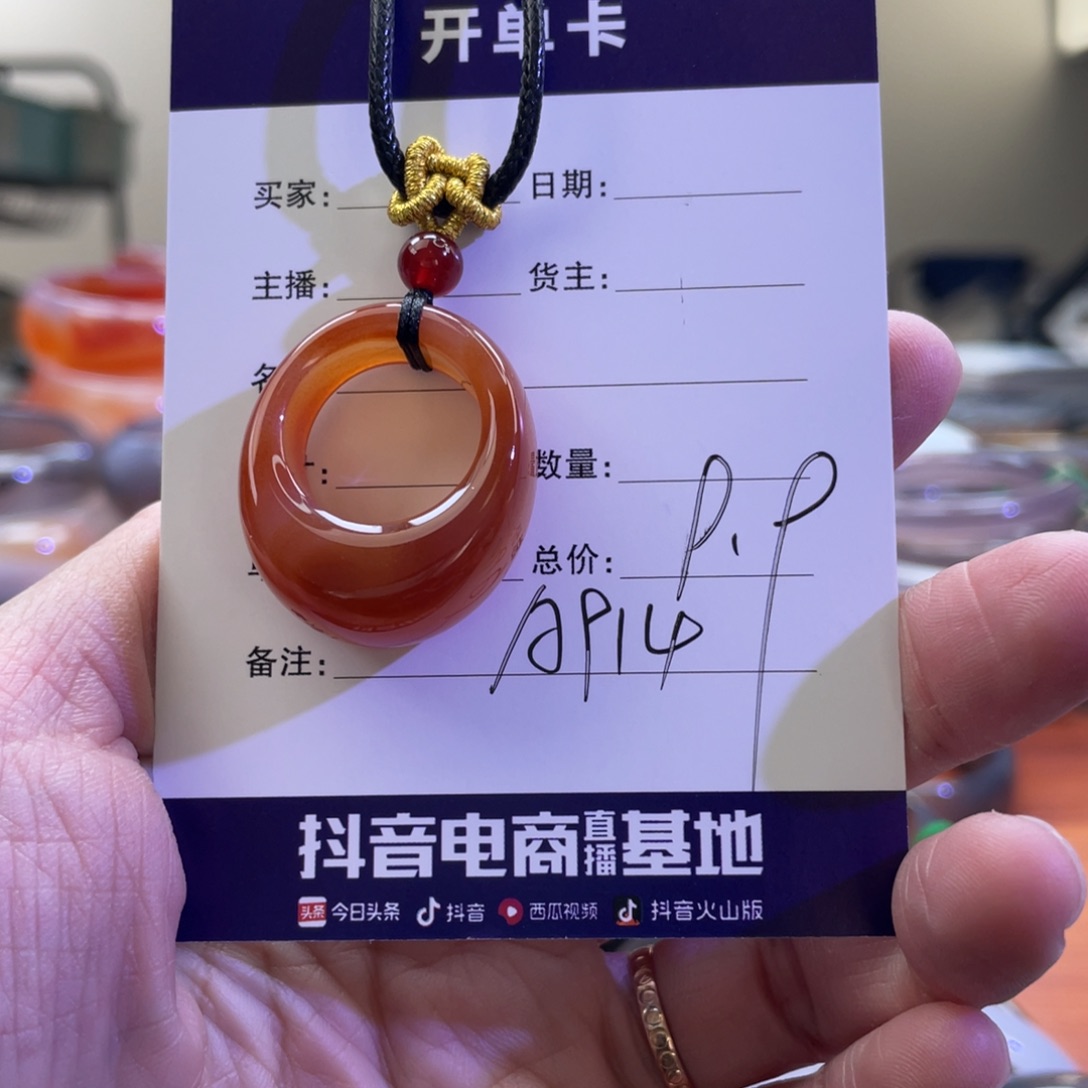 开单卡
买家: 日期:
主播: 货主:
数量:
总价:
AP14
备注:
抖音电商直播基地
头条 今日头条 抖音 西瓜视频 抖音火山版